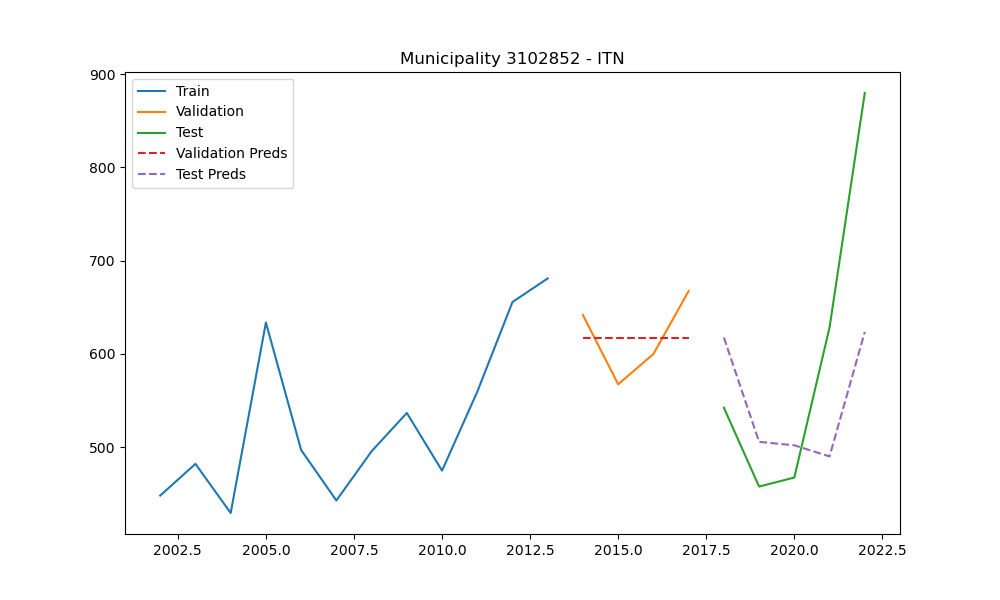 Municipality 3102852 - ITN
Train
Validation
Test
Validation Preds
Test Preds
900
800
700
600
500
2002.5 2005.0 2007.5 2010.0 2012.5 2015.0 2017.5 2020.0 2022.5